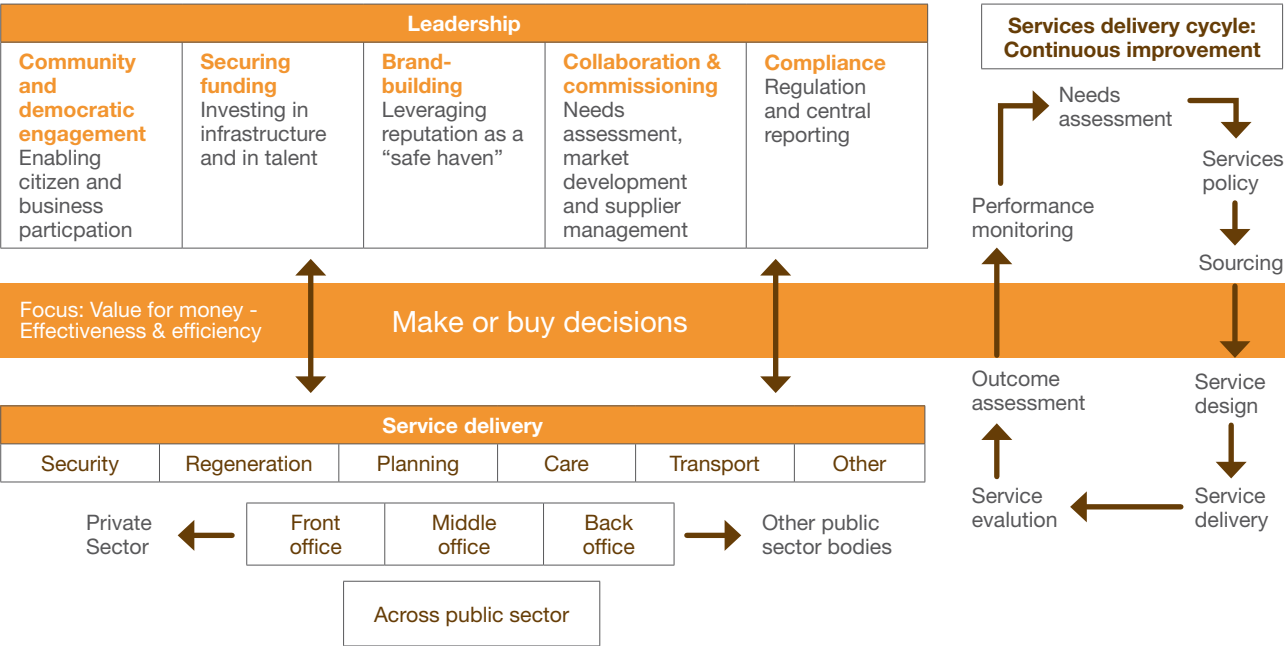 Leadership
Community
and
democratic
engagement
Enabling
citizen and
business
particpation
Securing
funding
Investing in
infrastructure
and in talent
Brand-
building
Leveraging
reputation as a
“safe haven”
Collaboration &
commissioning
Needs
assessment,
market
development
and supplier
management
Compliance
Regulation
and central
reporting
Focus: Value for money -
Effectiveness & efficiency
Make or buy decisions
Service delivery
Security
Regeneration
Planning
Care
Transport
Other
Private
Sector
Front
office
Middle
office
Back
office
Other public
sector bodies
Across public sector
Services delivery cycyle:
Continuous improvement
Needs
assessment
Services
policy
Sourcing
Service
design
Service
delivery
Service
evalution
Outcome
assessment
Performance
monitoring